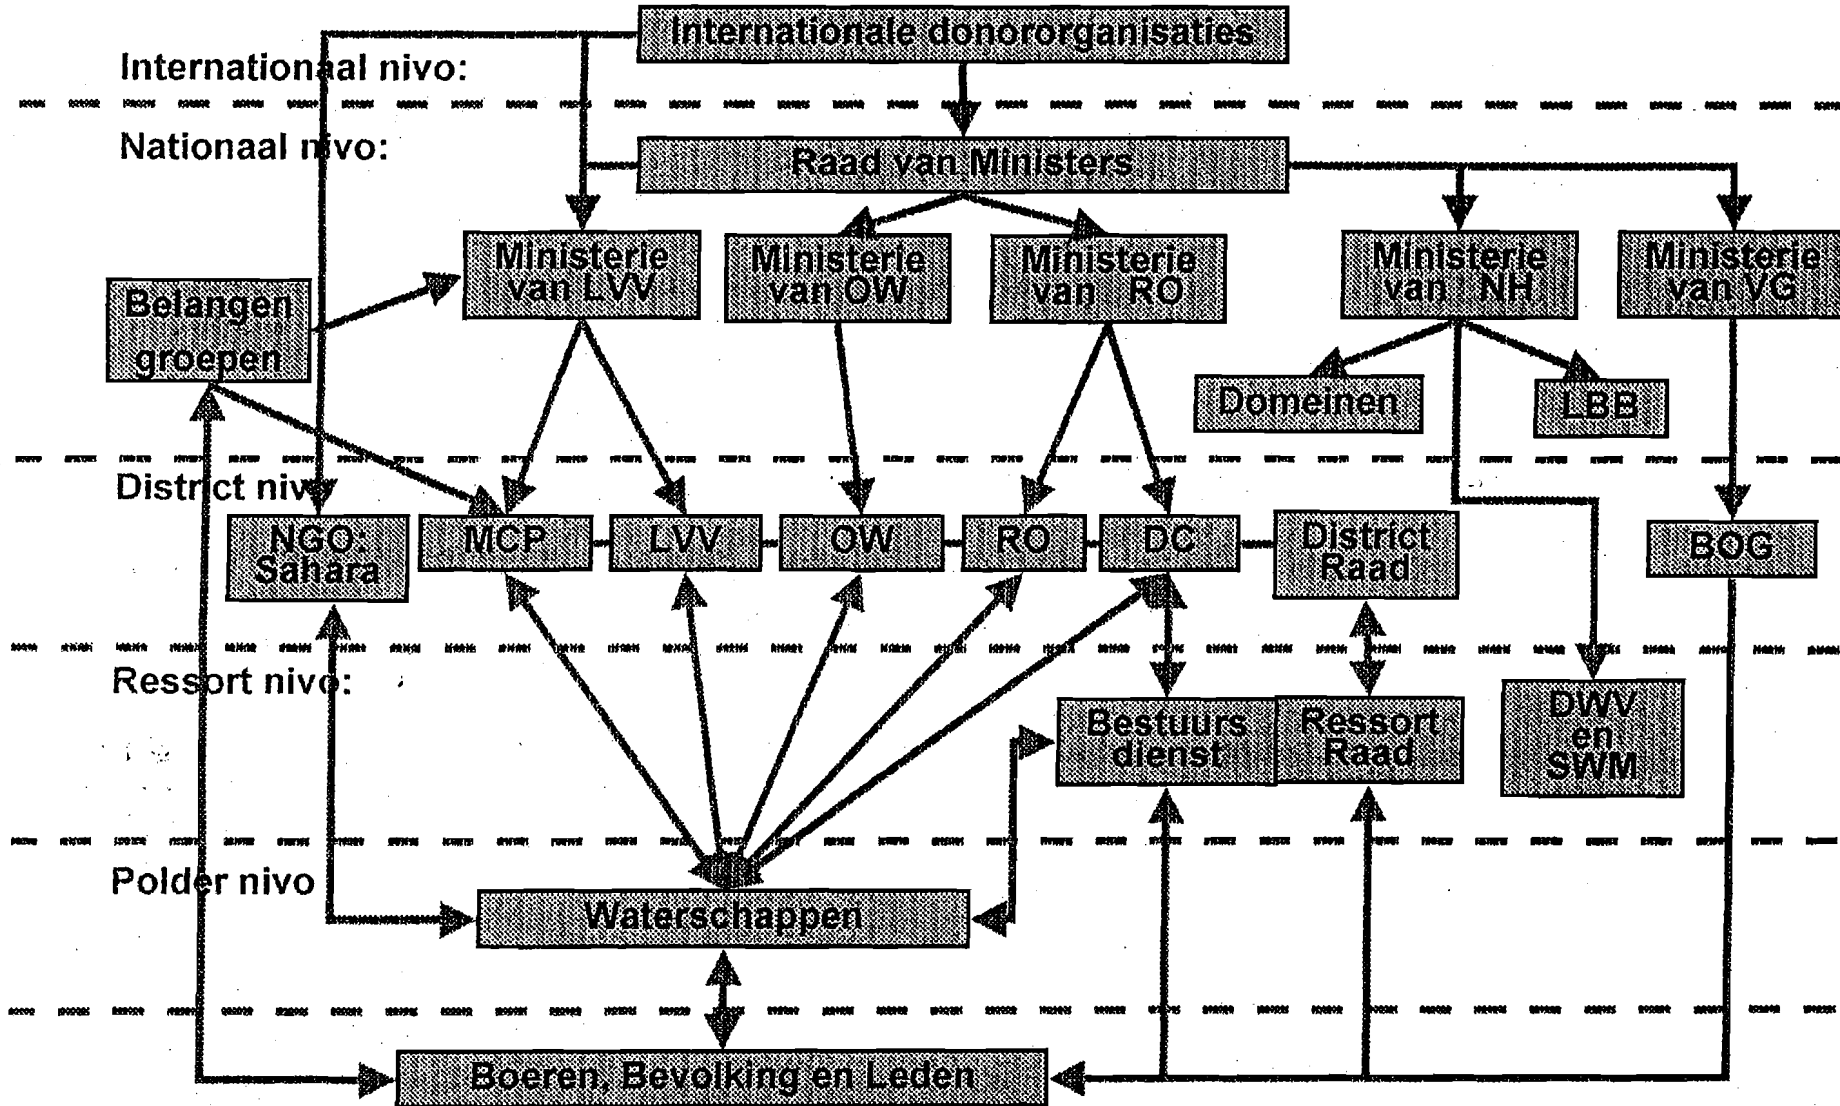 Internationale donororganisaties
Internationaal nivo:
Nationaal nivo:
Raad van Ministers
Ministerie
van LVV
Ministerie
van OW
Ministerie
van RO
Ministerie
van NH
Ministerie
van VG
Belangen
groepen
Domeinen
LBB
District nivo
NGO:
Sahara
MCP
LVV
OW
RO
DC
District
Raad
BOG
Ressort nivo:
Bestuurs
dienst
Ressort
Raad
DWV
en
SWM
Polder nivo
Waterschappen
Boeren, Bevolking en Leden